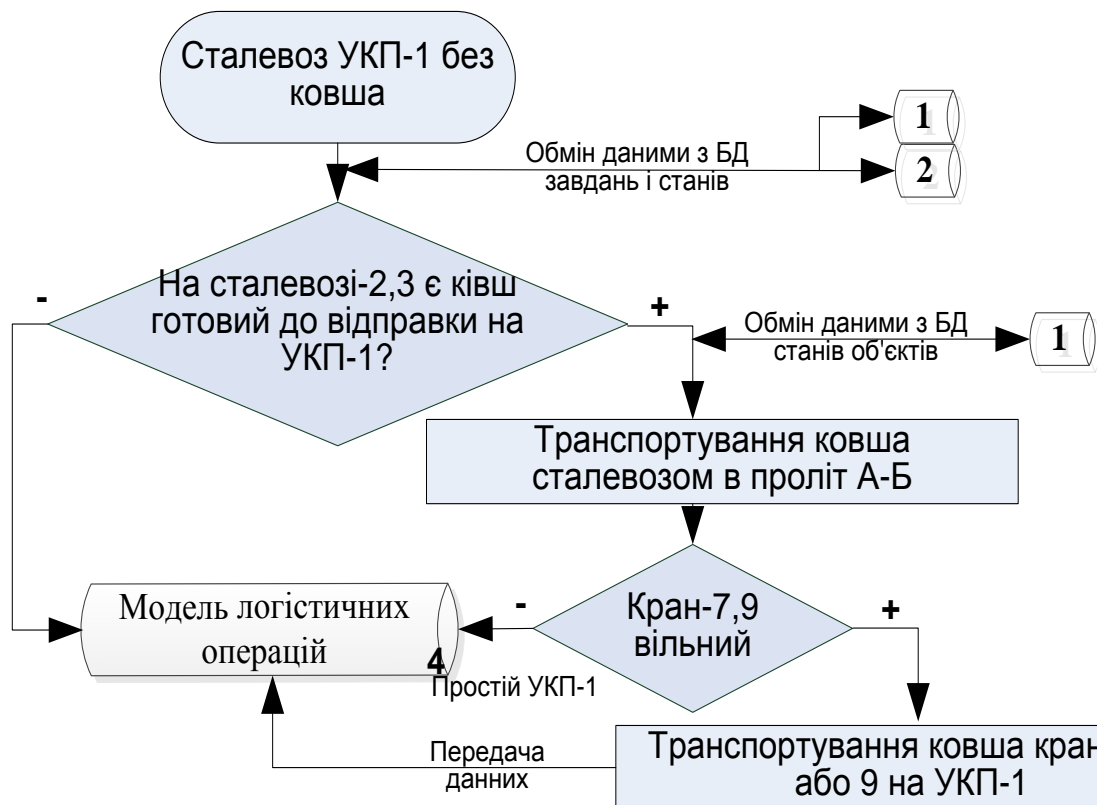 Сталевоз УКП-1 без
ковша
1
Обмін даними з БД
завдань і станів
2
На сталевозі-2,3 є ківш
готовий до відправки на
УКП-1?
-
+
Обмін даними з БД
станів об'єктів
1
Транспортування ковша
сталевозом в проліт А-Б
Модель логістичних
операцій
4
-
Кран-7,9
вільний
+
Простій УКП-1
Передача
данних
Транспортування ковша кран
або 9 на УКП-1